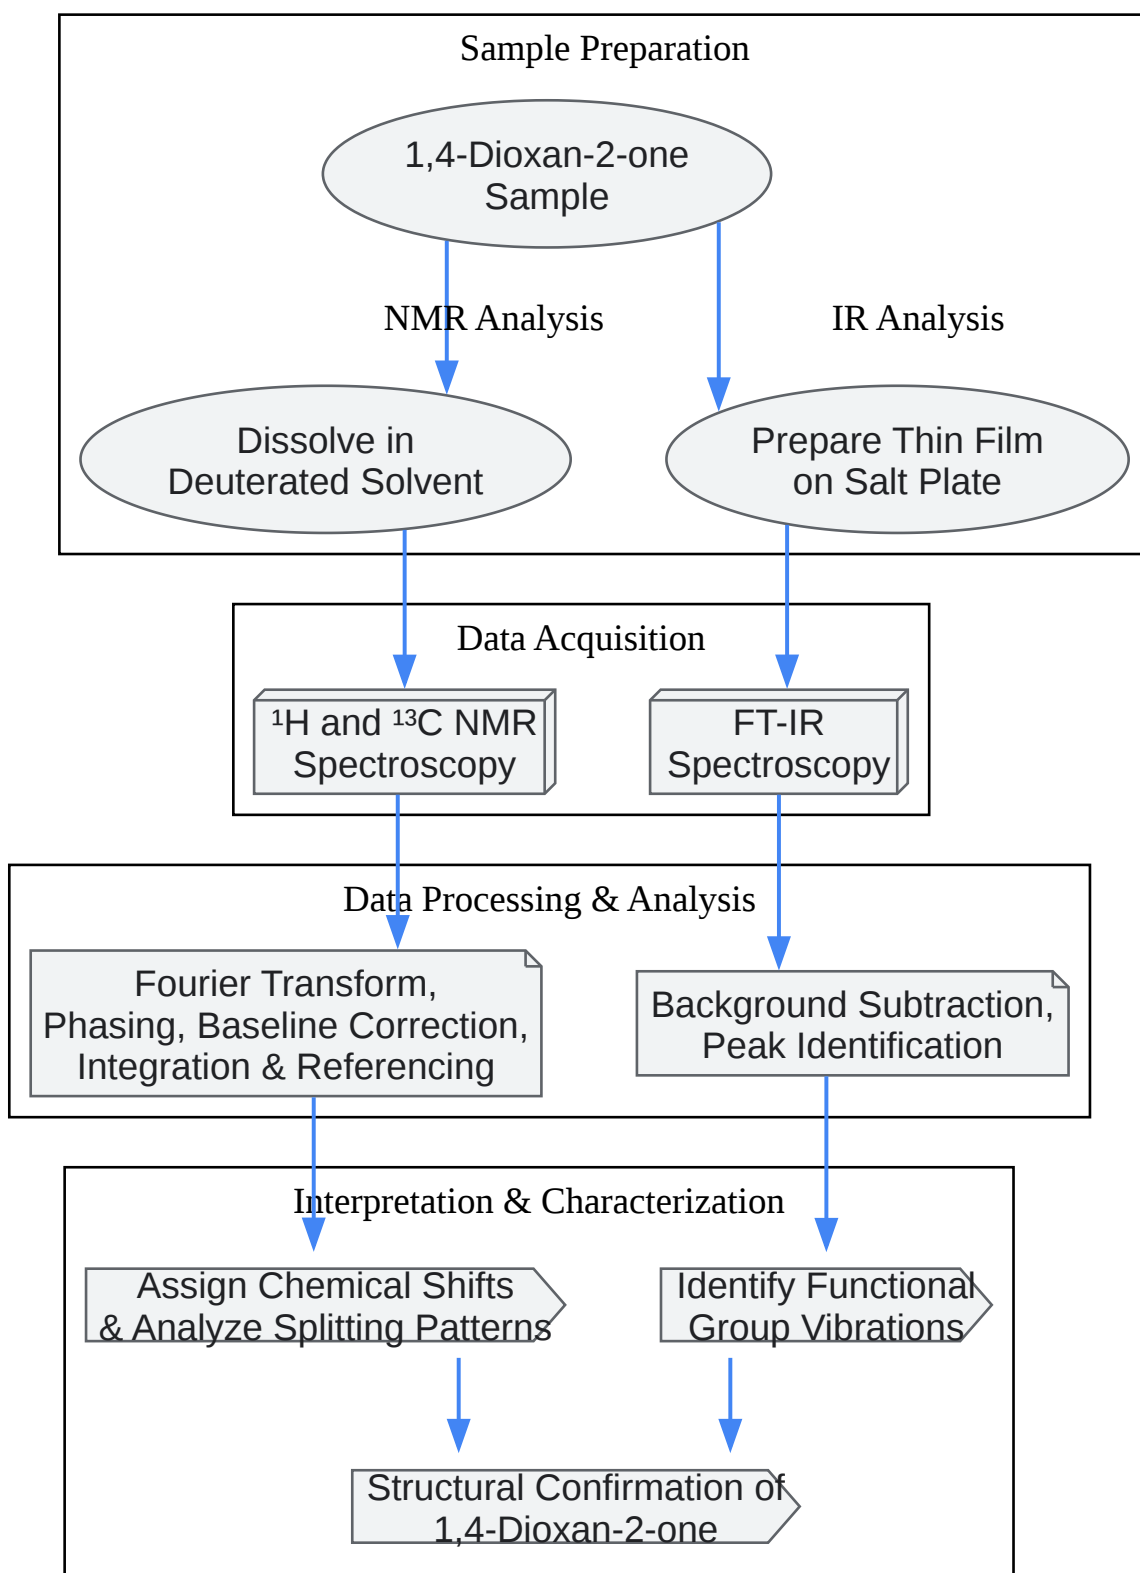 Sample Preparation
1,4-Dioxan-2-one
Sample
NMR Analysis
IR Analysis
Dissolve in
Deuterated Solvent
Prepare Thin Film
on Salt Plate
Data Acquisition
¹H and ¹³C NMR
Spectroscopy
FT-IR
Spectroscopy
Data Processing & Analysis
Fourier Transform,
Phasing, Baseline Correction,
Integration & Referencing
Background Subtraction,
Peak Identification
Interpretation & Characterization
Assign Chemical Shifts
& Analyze Splitting Patterns
Identify Functional
Group Vibrations
Structural Confirmation of
1,4-Dioxan-2-one